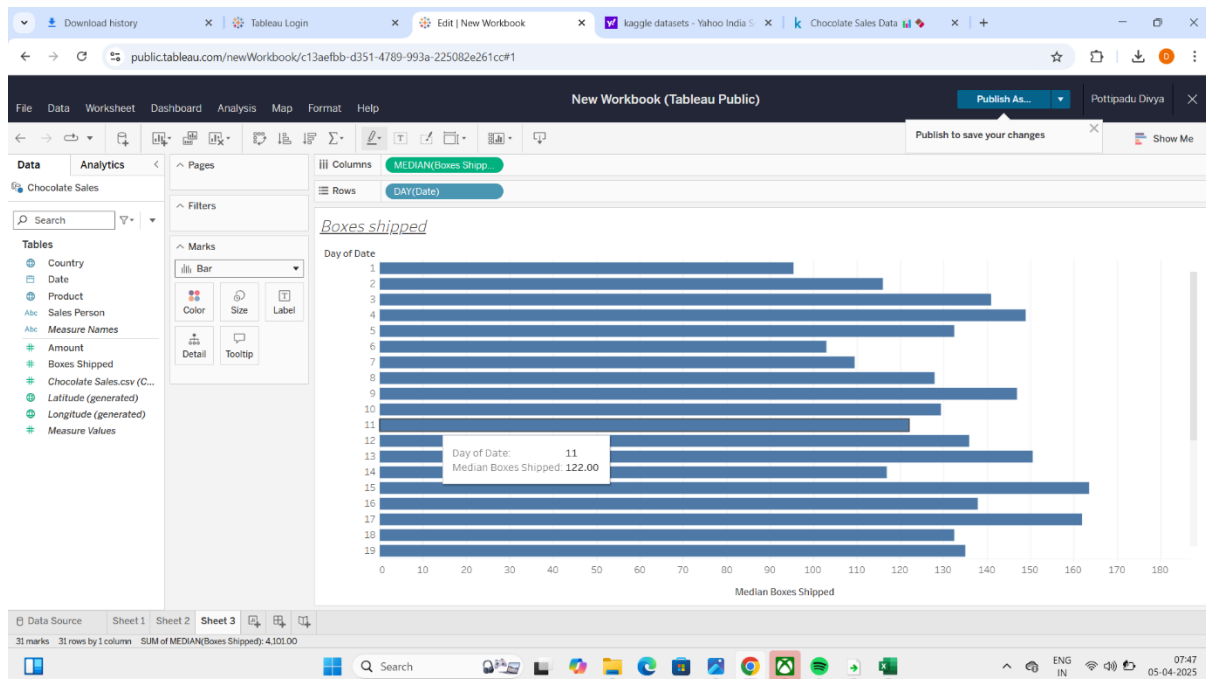 Download history
Tableau Login
Edit | New Workbook
kaggle datasets - Yahoo India S
Chocolate Sales Data
public.tableau.com/newWorkbook/c13aefbb-d351-4789-993a-225082e261cc#1
D
New Workbook (Tableau Public)
Publish As...
Pottipadu Divya
File Data Worksheet Dashboard Analysis Map Format Help
Publish to save your changes
Show Me
Data Analytics
Pages
Columns
MEDIAN(Boxes Shipp..
Chocolate Sales
Rows
DAY(Date)
Search
Filters
Boxes shipped
Tables
Country
Date
Product
Abc Sales Person
Abc Measure Names
# Amount
# Boxes Shipped
# Chocolate Sales.csv (C...
Latitude (generated)
Longitude (generated)
# Measure Values
Marks
Bar
Color Size Label
Detail Tooltip
Day of Date
1
2
3
4
5
6
7
8
9
10
11
12
13
14
15
16
17
18
19
Day of Date: 11
Median Boxes Shipped: 122.00
0 10 20 30 40 50 60 70 80 90 100 110 120 130 140 150 160 170 180
Median Boxes Shipped
Data Source Sheet 1 Sheet 2 Sheet 3
31 marks 31 rows by 1 column SUM of MEDIAN(Boxes Shipped): 4,101.00
Search
ENG
IN
07:47
05-04-2025